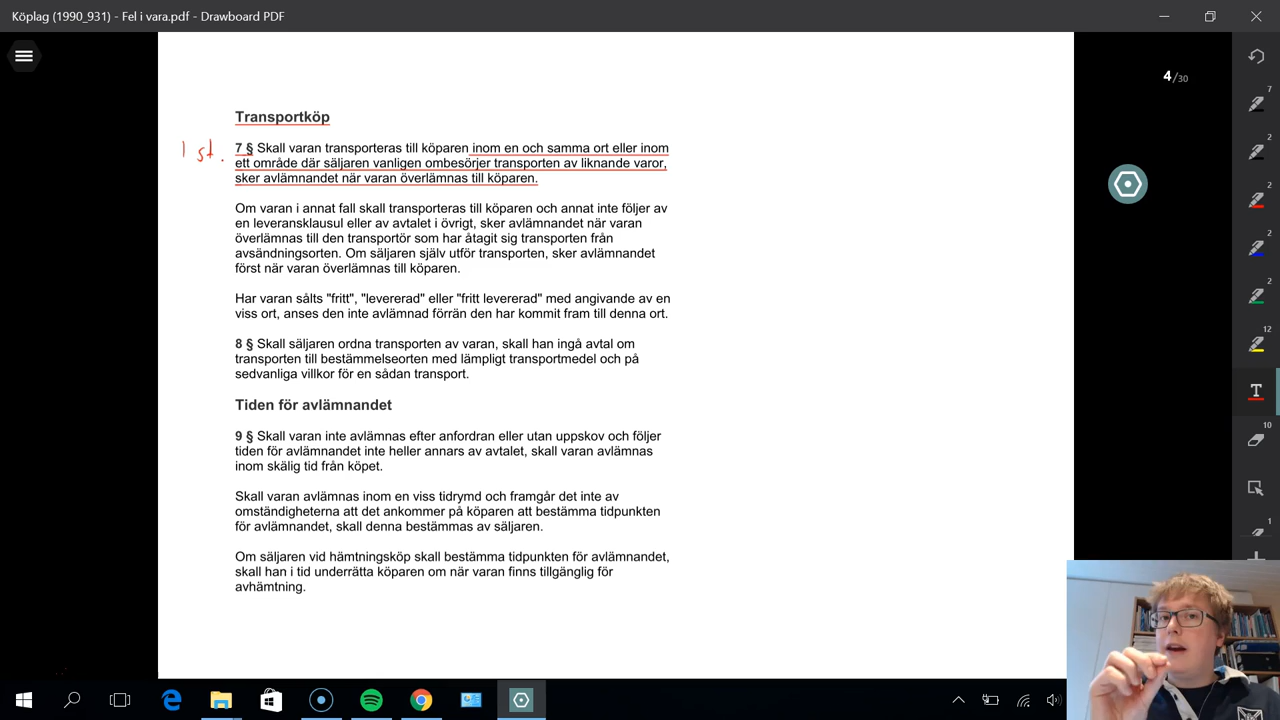 Köplag (1990_931) - Fel i vara.pdf - Drawboard PDF
4/30
Transportköp
1 st.
7 § Skall varan transporteras till köparen inom en och samma ort eller inom
ett område där säljaren vanligen ombesörjer transporten av liknande varor,
sker avlämnandet när varan överlämnas till köparen.
Om varan i annat fall skall transporteras till köparen och annat inte följer av
en leveransklausul eller av avtalet i övrigt, sker avlämnandet när varan
överlämnas till den transportör som har åtagit sig transporten från
avsändningsorten. Om säljaren själv utför transporten, sker avlämnandet
först när varan överlämnas till köparen.
Har varan sålts "fritt", "levererad" eller "fritt levererad" med angivande av en
viss ort, anses den inte avlämnad förrän den har kommit fram till denna ort.
8 § Skall säljaren ordna transporten av varan, skall han ingå avtal om
transporten till bestämmelseorten med lämpligt transportmedel och på
sedvanliga villkor för en sådan transport.
Tiden för avlämnandet
9 § Skall varan inte avlämnas efter anfordran eller utan uppskov och följer
tiden för avlämnandet inte heller annars av avtalet, skall varan avlämnas
inom skälig tid från köpet.
Skall varan avlämnas inom en viss tidrymd och framgår det inte av
omständigheterna att det ankommer på köparen att bestämma tidpunkten
för avlämnandet, skall denna bestämmas av säljaren.
Om säljaren vid hämtningsköp skall bestämma tidpunkten för avlämnandet,
skall han i tid underrätta köparen om när varan finns tillgänglig för
avhämtning.
7
2
2
2
2
12
T
10
1